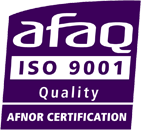 afaq
ISO 9001
Quality
AFNOR CERTIFICATION